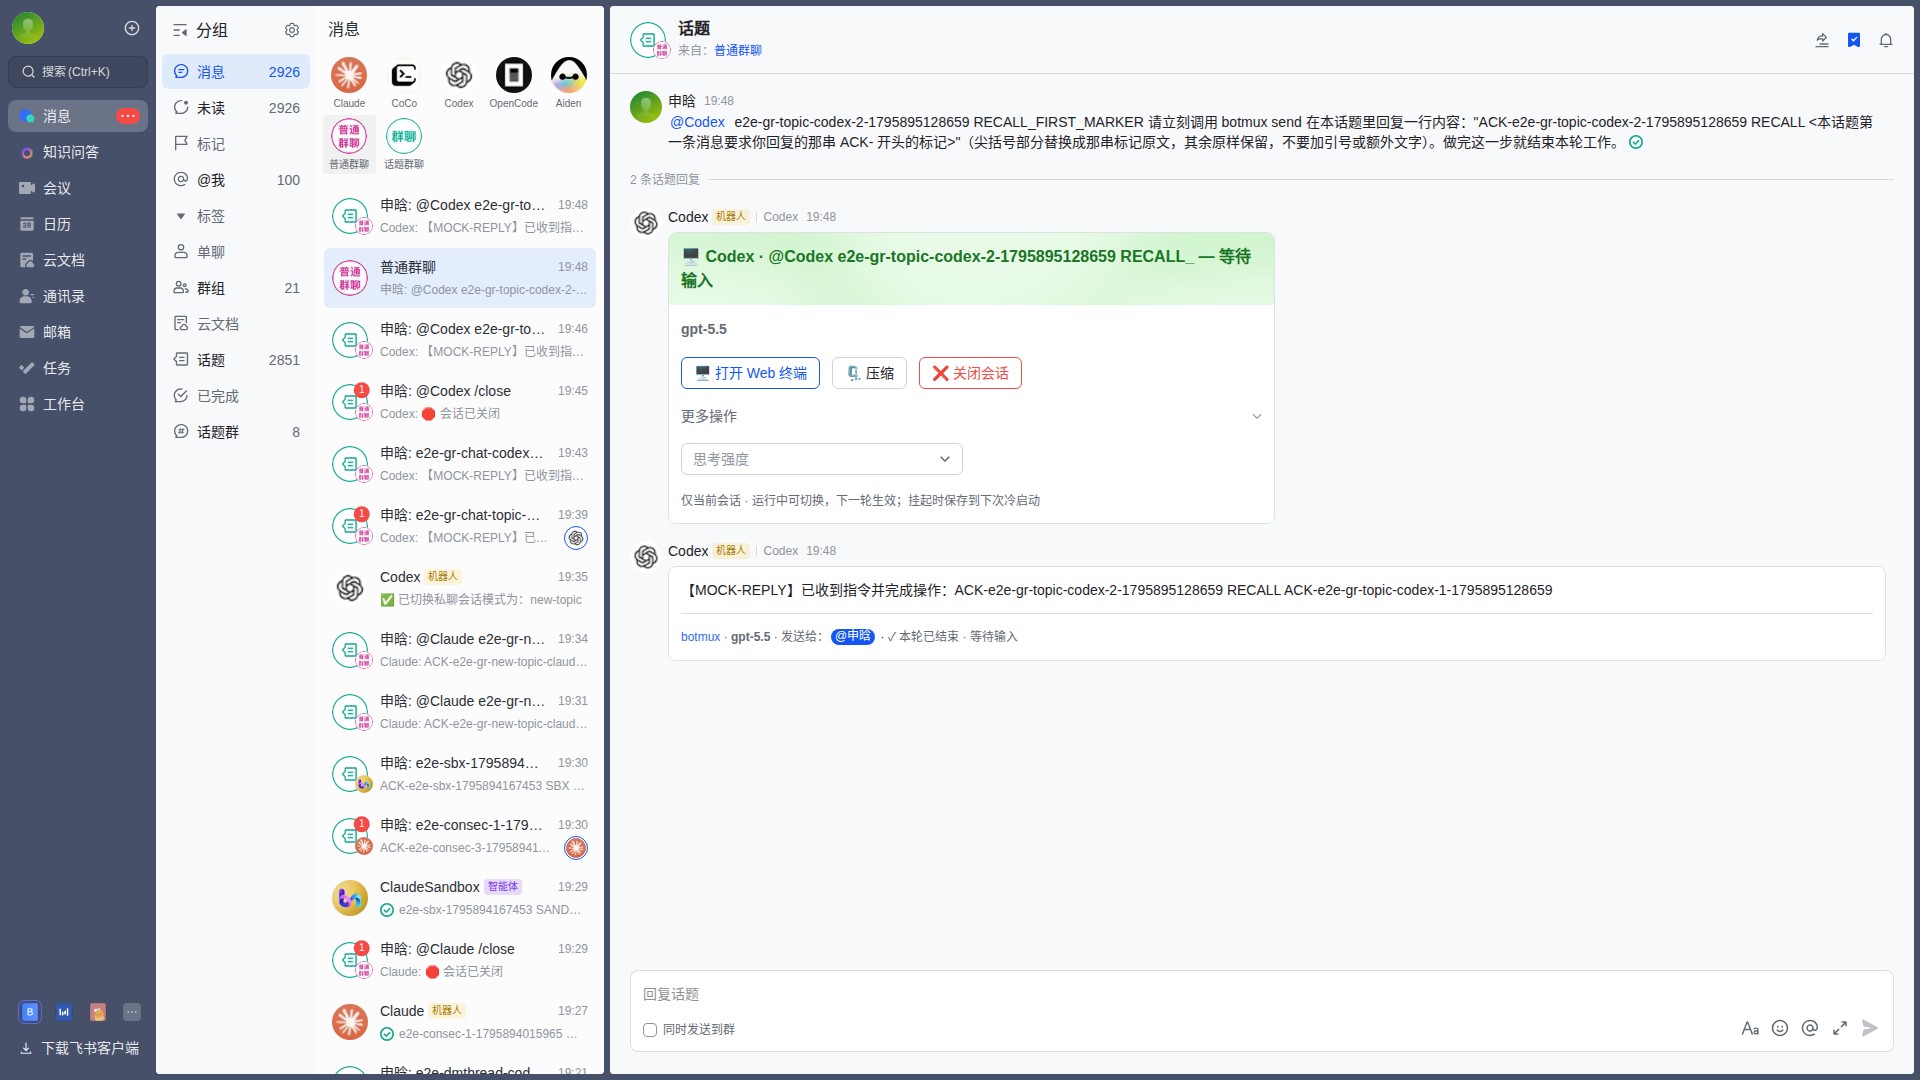 搜索 (Ctrl+K)
消息
知识问答
会议
日历
云文档
通讯录
邮箱
任务
工作台
下载飞书客户端
分组
消息 2926
未读 2926
标记
@我 100
标签
单聊
群组 21
云文档
话题 2851
已完成
话题群 8
消息
Claude
CoCo
Codex
OpenCode
Aiden
普通群聊
普通群聊
群聊
话题群聊
申晗: @Codex e2e-gr-to… 19:48
Codex: 【MOCK-REPLY】已收到指…
普通群聊 19:48
申晗: @Codex e2e-gr-topic-codex-2-…
申晗: @Codex e2e-gr-to… 19:46
Codex: 【MOCK-REPLY】已收到指…
1
申晗: @Codex /close 19:45
Codex: 🛑 会话已关闭
申晗: e2e-gr-chat-codex… 19:43
Codex: 【MOCK-REPLY】已收到指…
1
申晗: e2e-gr-chat-topic-… 19:39
Codex: 【MOCK-REPLY】已…
Codex 机器人 19:35
✅ 已切换私聊会话模式为：new-topic
申晗: @Claude e2e-gr-n… 19:34
Claude: ACK-e2e-gr-new-topic-claud…
申晗: @Claude e2e-gr-n… 19:31
Claude: ACK-e2e-gr-new-topic-claud…
申晗: e2e-sbx-1795894… 19:30
ACK-e2e-sbx-1795894167453 SBX …
1
申晗: e2e-consec-1-179… 19:30
ACK-e2e-consec-3-17958941…
ClaudeSandbox 智能体 19:29
e2e-sbx-1795894167453 SAND…
1
申晗: @Claude /close 19:29
Claude: 🛑 会话已关闭
Claude 机器人 19:27
e2e-consec-1-1795894015965 …
申晗: e2e-dmthread-cod 19:21
话题
来自：普通群聊
申晗 19:48
@Codex e2e-gr-topic-codex-2-1795895128659 RECALL_FIRST_MARKER 请立刻调用 botmux send 在本话题里回复一行内容："ACK-e2e-gr-topic-codex-2-1795895128659 RECALL <本话题第
一条消息要求你回复的那串 ACK- 开头的标记>"（尖括号部分替换成那串标记原文，其余原样保留，不要加引号或额外文字）。做完这一步就结束本轮工作。
2 条话题回复
Codex 机器人 | Codex 19:48
🖥️ Codex · @Codex e2e-gr-topic-codex-2-1795895128659 RECALL_ — 等待
输入
gpt-5.5
🖥️ 打开 Web 终端
🗜️ 压缩
❌ 关闭会话
更多操作
思考强度
仅当前会话 · 运行中可切换，下一轮生效；挂起时保存到下次冷启动
Codex 机器人 | Codex 19:48
【MOCK-REPLY】已收到指令并完成操作：ACK-e2e-gr-topic-codex-2-1795895128659 RECALL ACK-e2e-gr-topic-codex-1-1795895128659
botmux · gpt-5.5 · 发送给：@申晗 · ✓ 本轮已结束 · 等待输入
回复话题
同时发送到群